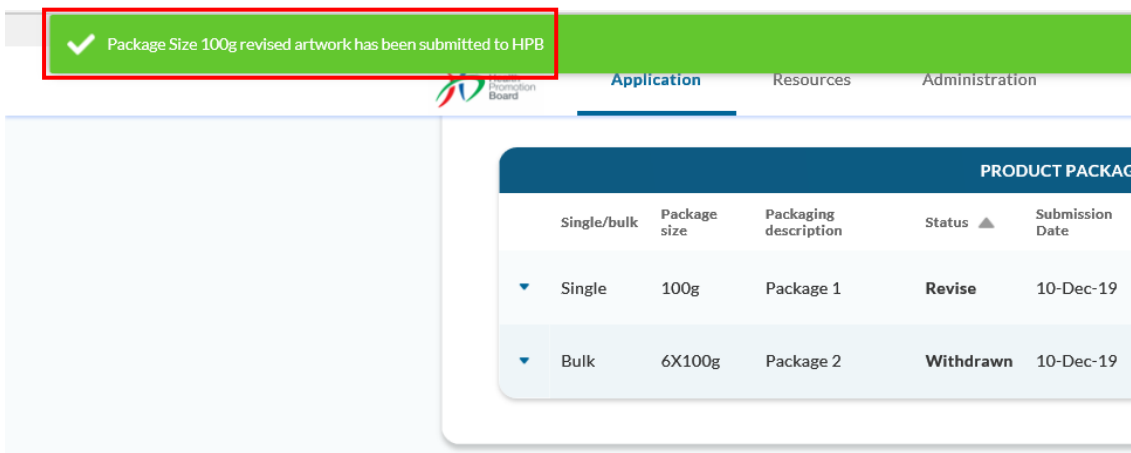 Package Size 100g revised artwork has been submitted to HPB
Promotion
Board
Application Resources Administration
PRODUCT PACKAG
Single/bulk Package size Packaging description Status Submission Date
Single 100g Package 1 Revise 10-Dec-19
Bulk 6X100g Package 2 Withdrawn 10-Dec-19